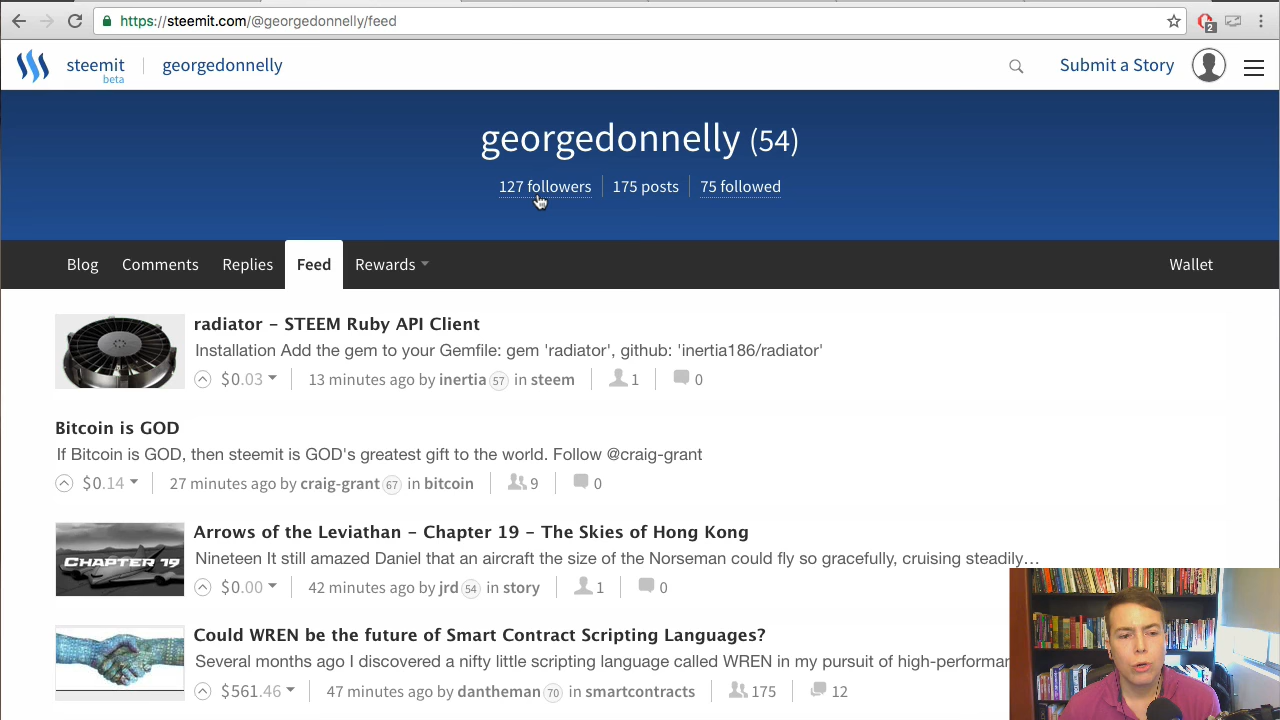 https://steemit.com/@georgedonnelly/feed
2
steemit
beta
georgedonnelly
Submit a Story
georgedonnelly (54)
127 followers
175 posts
75 followed
Blog
Comments
Replies
Feed
Rewards
Wallet
radiator – STEEM Ruby API Client
Installation Add the gem to your Gemfile: gem 'radiator', github: 'inertia186/radiator'
$0.03
13 minutes ago by inertia 57 in steem
1
0
Bitcoin is GOD
If Bitcoin is GOD, then steemit is GOD's greatest gift to the world. Follow @craig-grant
$0.14
27 minutes ago by craig-grant 67 in bitcoin
9
0
CHAPTER 19
Arrows of the Leviathan – Chapter 19 – The Skies of Hong Kong
Nineteen It still amazed Daniel that an aircraft the size of the Norseman could fly so gracefully, cruising steadily…
$0.00
42 minutes ago by jrd 54 in story
1
0
Could WREN be the future of Smart Contract Scripting Languages?
Several months ago I discovered a nifty little scripting language called WREN in my pursuit of high-performar
$561.46
47 minutes ago by dantheman 70 in smartcontracts
175
12